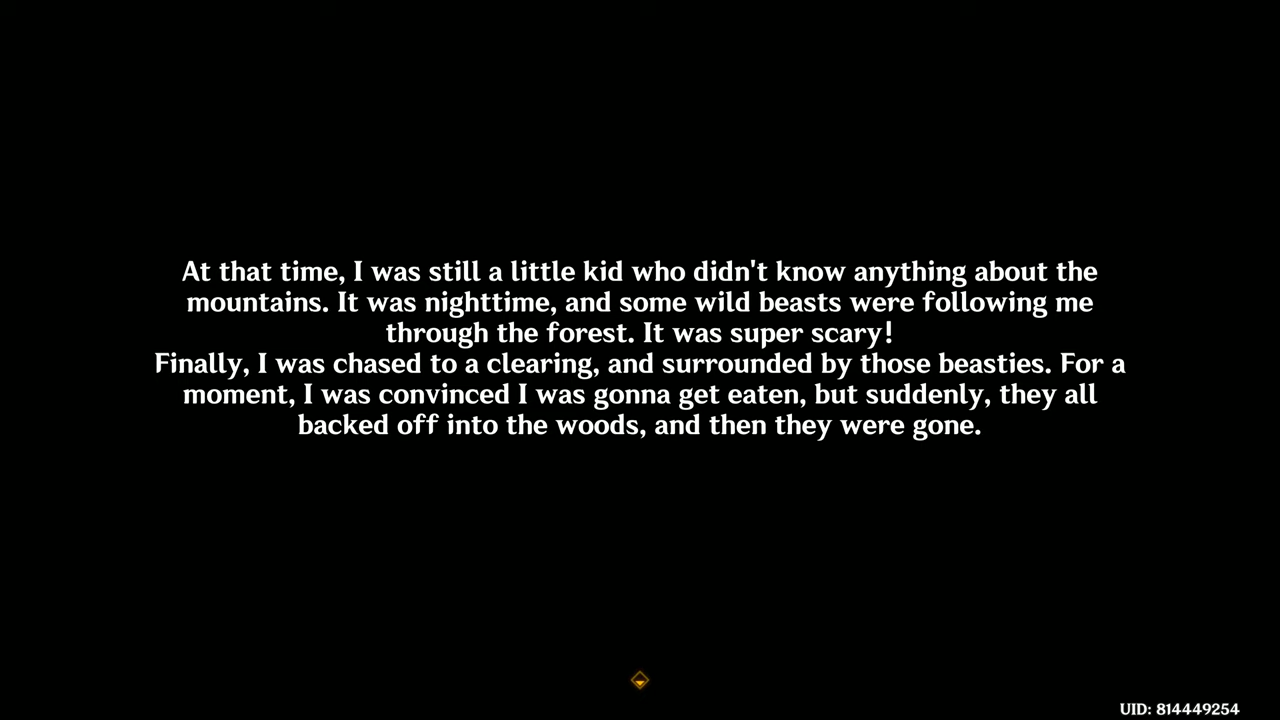 At that time, I was still a little kid who didn't know anything about the
mountains. It was nighttime, and some wild beasts were following me
through the forest. It was super scary!
Finally, I was chased to a clearing, and surrounded by those beasties. For a
moment, I was convinced I was gonna get eaten, but suddenly, they all
backed off into the woods, and then they were gone.
UID: 814449254